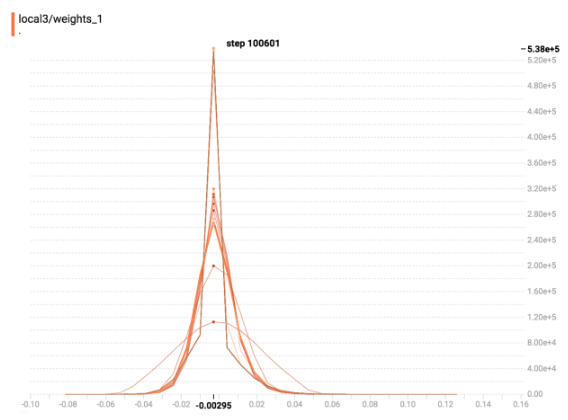 local3/weights_1
.
step 100601
5.38e+5
5.20e+5
4.80e+5
4.40e+5
4.00e+5
3.60e+5
3.20e+5
2.80e+5
2.40e+5
2.00e+5
1.60e+5
1.20e+5
8.00e+4
4.00e+4
0.00
-0.10 -0.08 -0.06 -0.04 -0.02 -0.00295 0.02 0.04 0.06 0.08 0.10 0.12 0.14 0.16